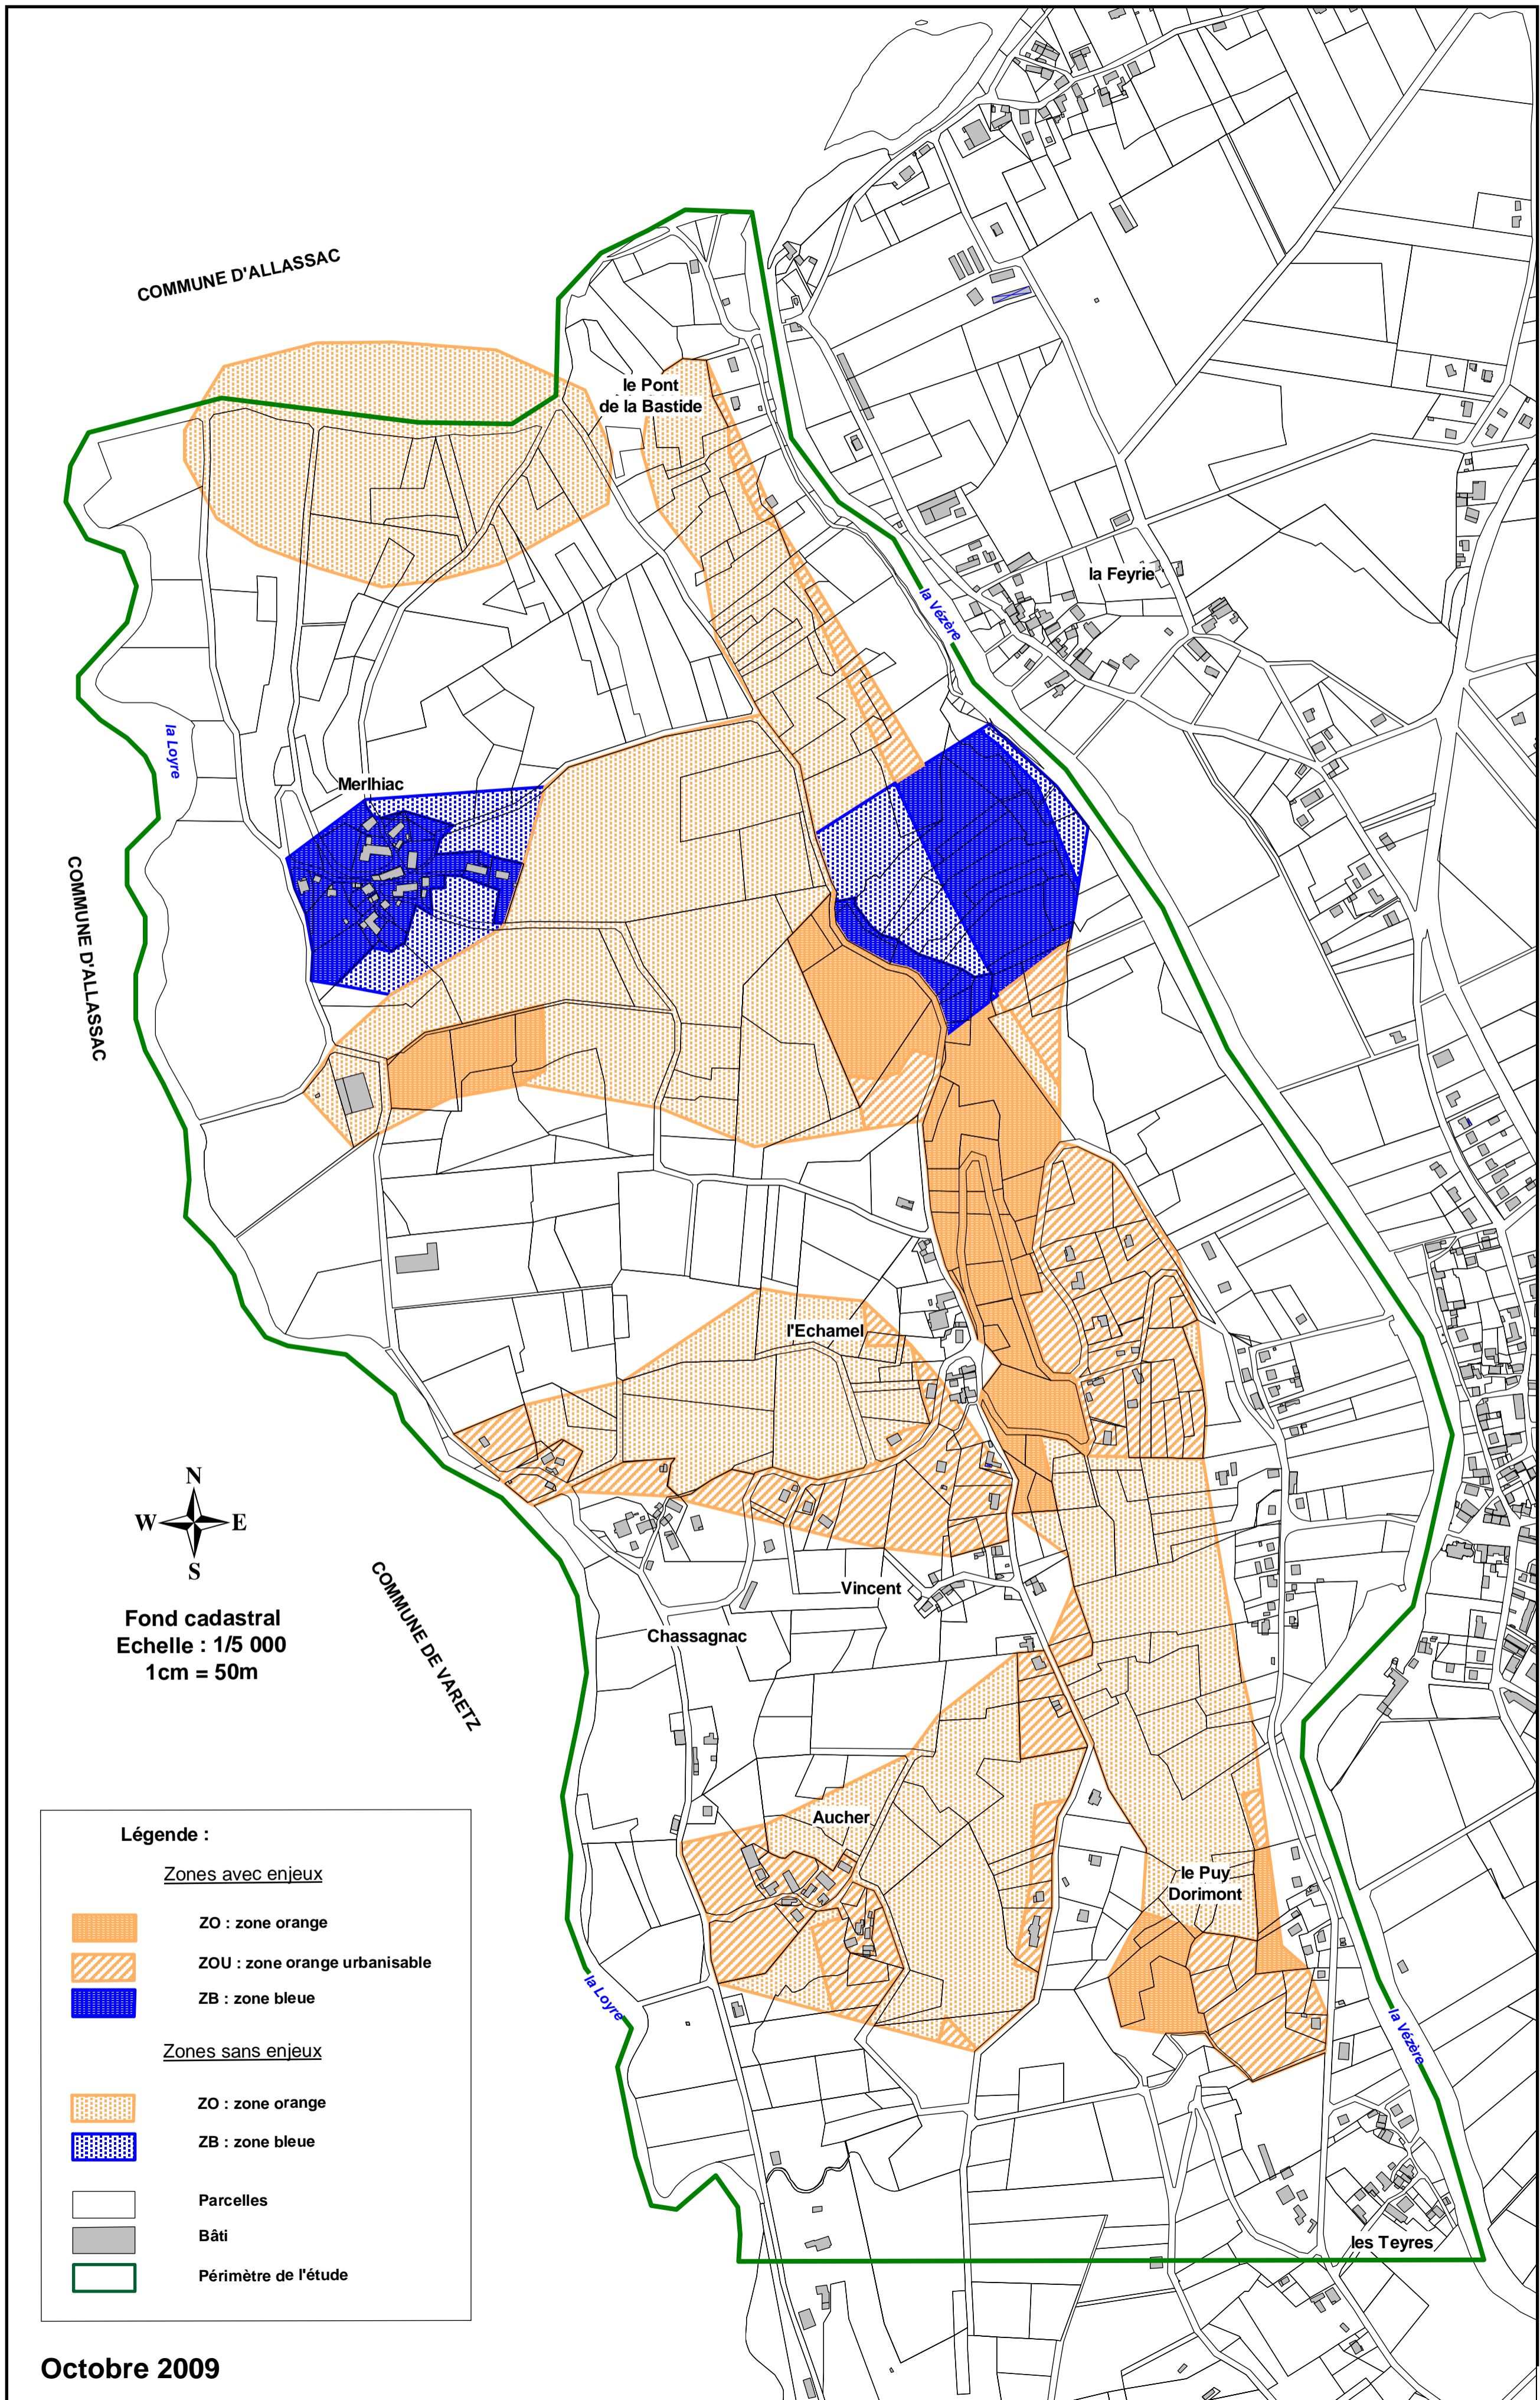 COMMUNE D'ALLASSAC
le Pont
de la Bastide
la Feyrie
la Vézère
la Loyre
Merlhiac
COMMUNE D'ALLASSAC
l'Echamel
N
W E
S
Fond cadastral
Echelle : 1/5 000
1cm = 50m
COMMUNE DE VARETZ
Vincent
Chassagnac
Aucher
le Puy
Dorimont
la Loyre
la Vézère
les Teyres
Légende :
Zones avec enjeux
ZO : zone orange
ZOU : zone orange urbanisable
ZB : zone bleue
Zones sans enjeux
ZO : zone orange
ZB : zone bleue
Parcelles
Bâti
Périmètre de l'étude
Octobre 2009